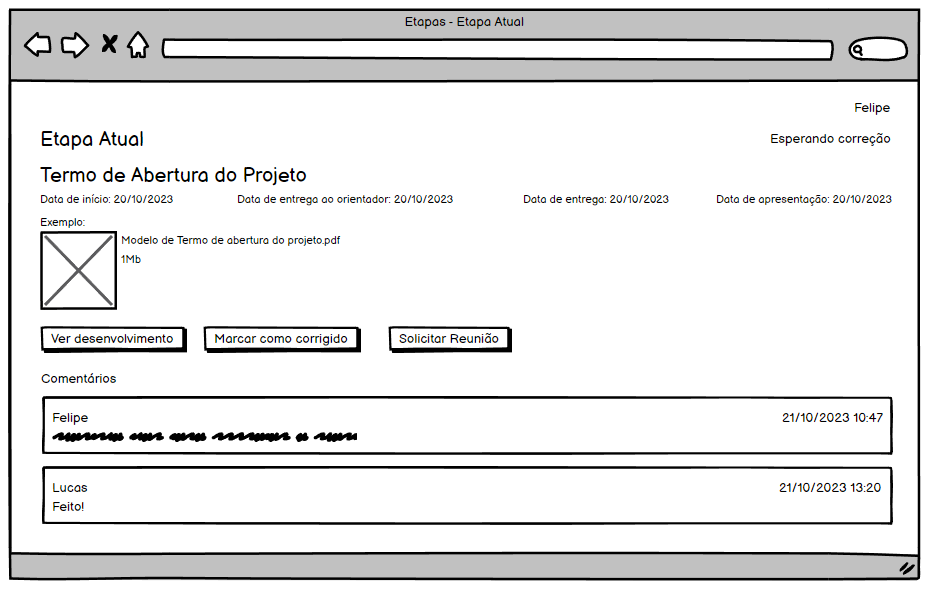 Etapas - Etapa Atual
Felipe
Etapa Atual
Esperando correção
Termo de Abertura do Projeto
Data de início: 20/10/2023
Data de entrega ao orientador: 20/10/2023
Data de entrega: 20/10/2023
Data de apresentação: 20/10/2023
Exemplo:
Modelo de Termo de abertura do projeto.pdf
1Mb
Ver desenvolvimento
Marcar como corrigido
Solicitar Reunião
Comentários
Felipe
21/10/2023 10:47
Lucas
21/10/2023 13:20
Feito!